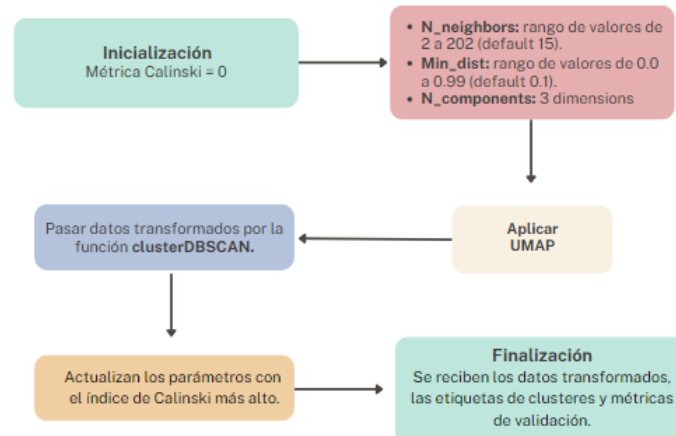 Inicialización
Métrica Calinski = 0
• N_neighbors: rango de valores de
2 a 202 (default 15).
• Min_dist: rango de valores de 0.0
a 0.99 (default 0.1).
• N_components: 3 dimensions
Pasar datos transformados por la
función clusterDBSCAN.
Aplicar
UMAP
Actualizan los parámetros con
el índice de Calinski más alto.
Finalización
Se reciben los datos transformados,
las etiquetas de clusteres y métricas
de validación.